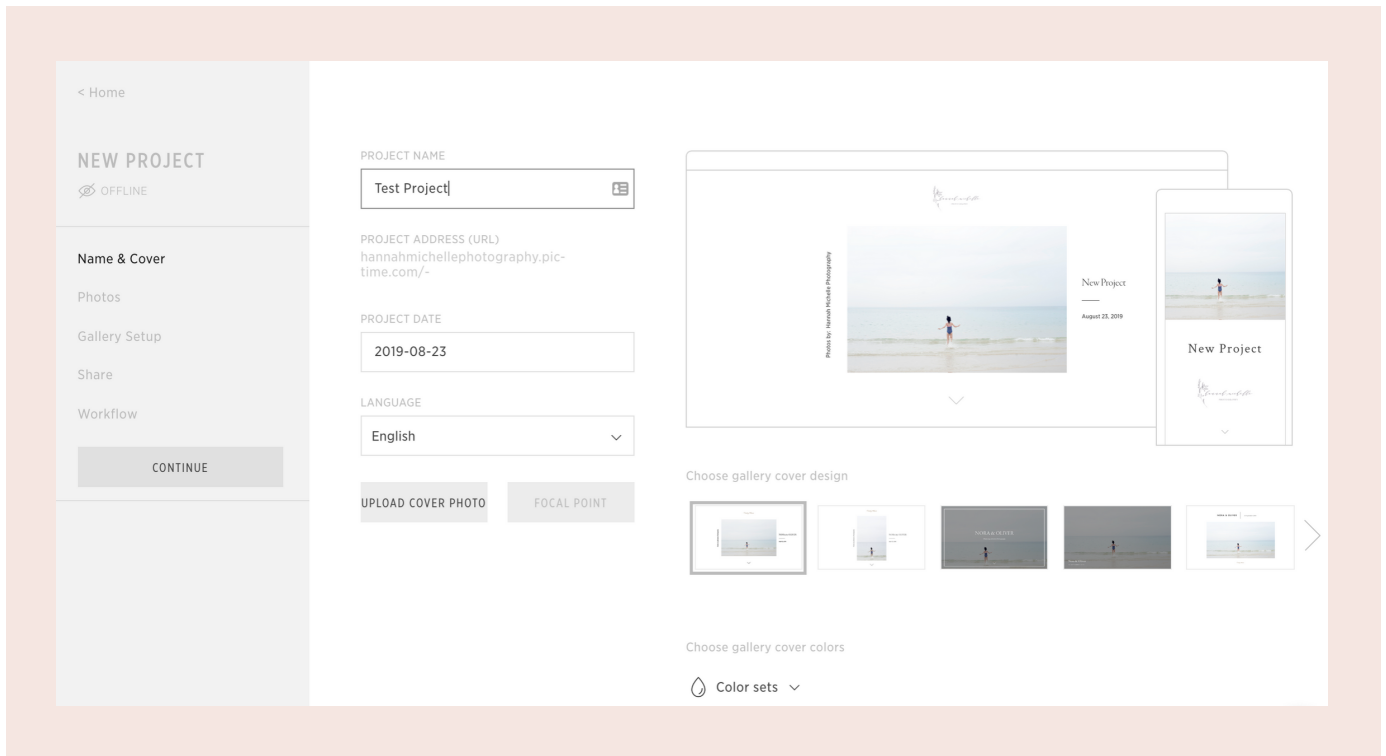 < Home
NEW PROJECT
OFFLINE
Name & Cover
Photos
Gallery Setup
Share
Workflow
CONTINUE
PROJECT NAME
Test Project
PROJECT ADDRESS (URL)
hannahmichellephotography.pic-
time.com/-
PROJECT DATE
2019-08-23
LANGUAGE
English
UPLOAD COVER PHOTO
FOCAL POINT
Photos by: Hannah Michelle Photography
New Project
August 23, 2019
New Project
Choose gallery cover design
NORA & OLIVER
Choose gallery cover colors
Color sets